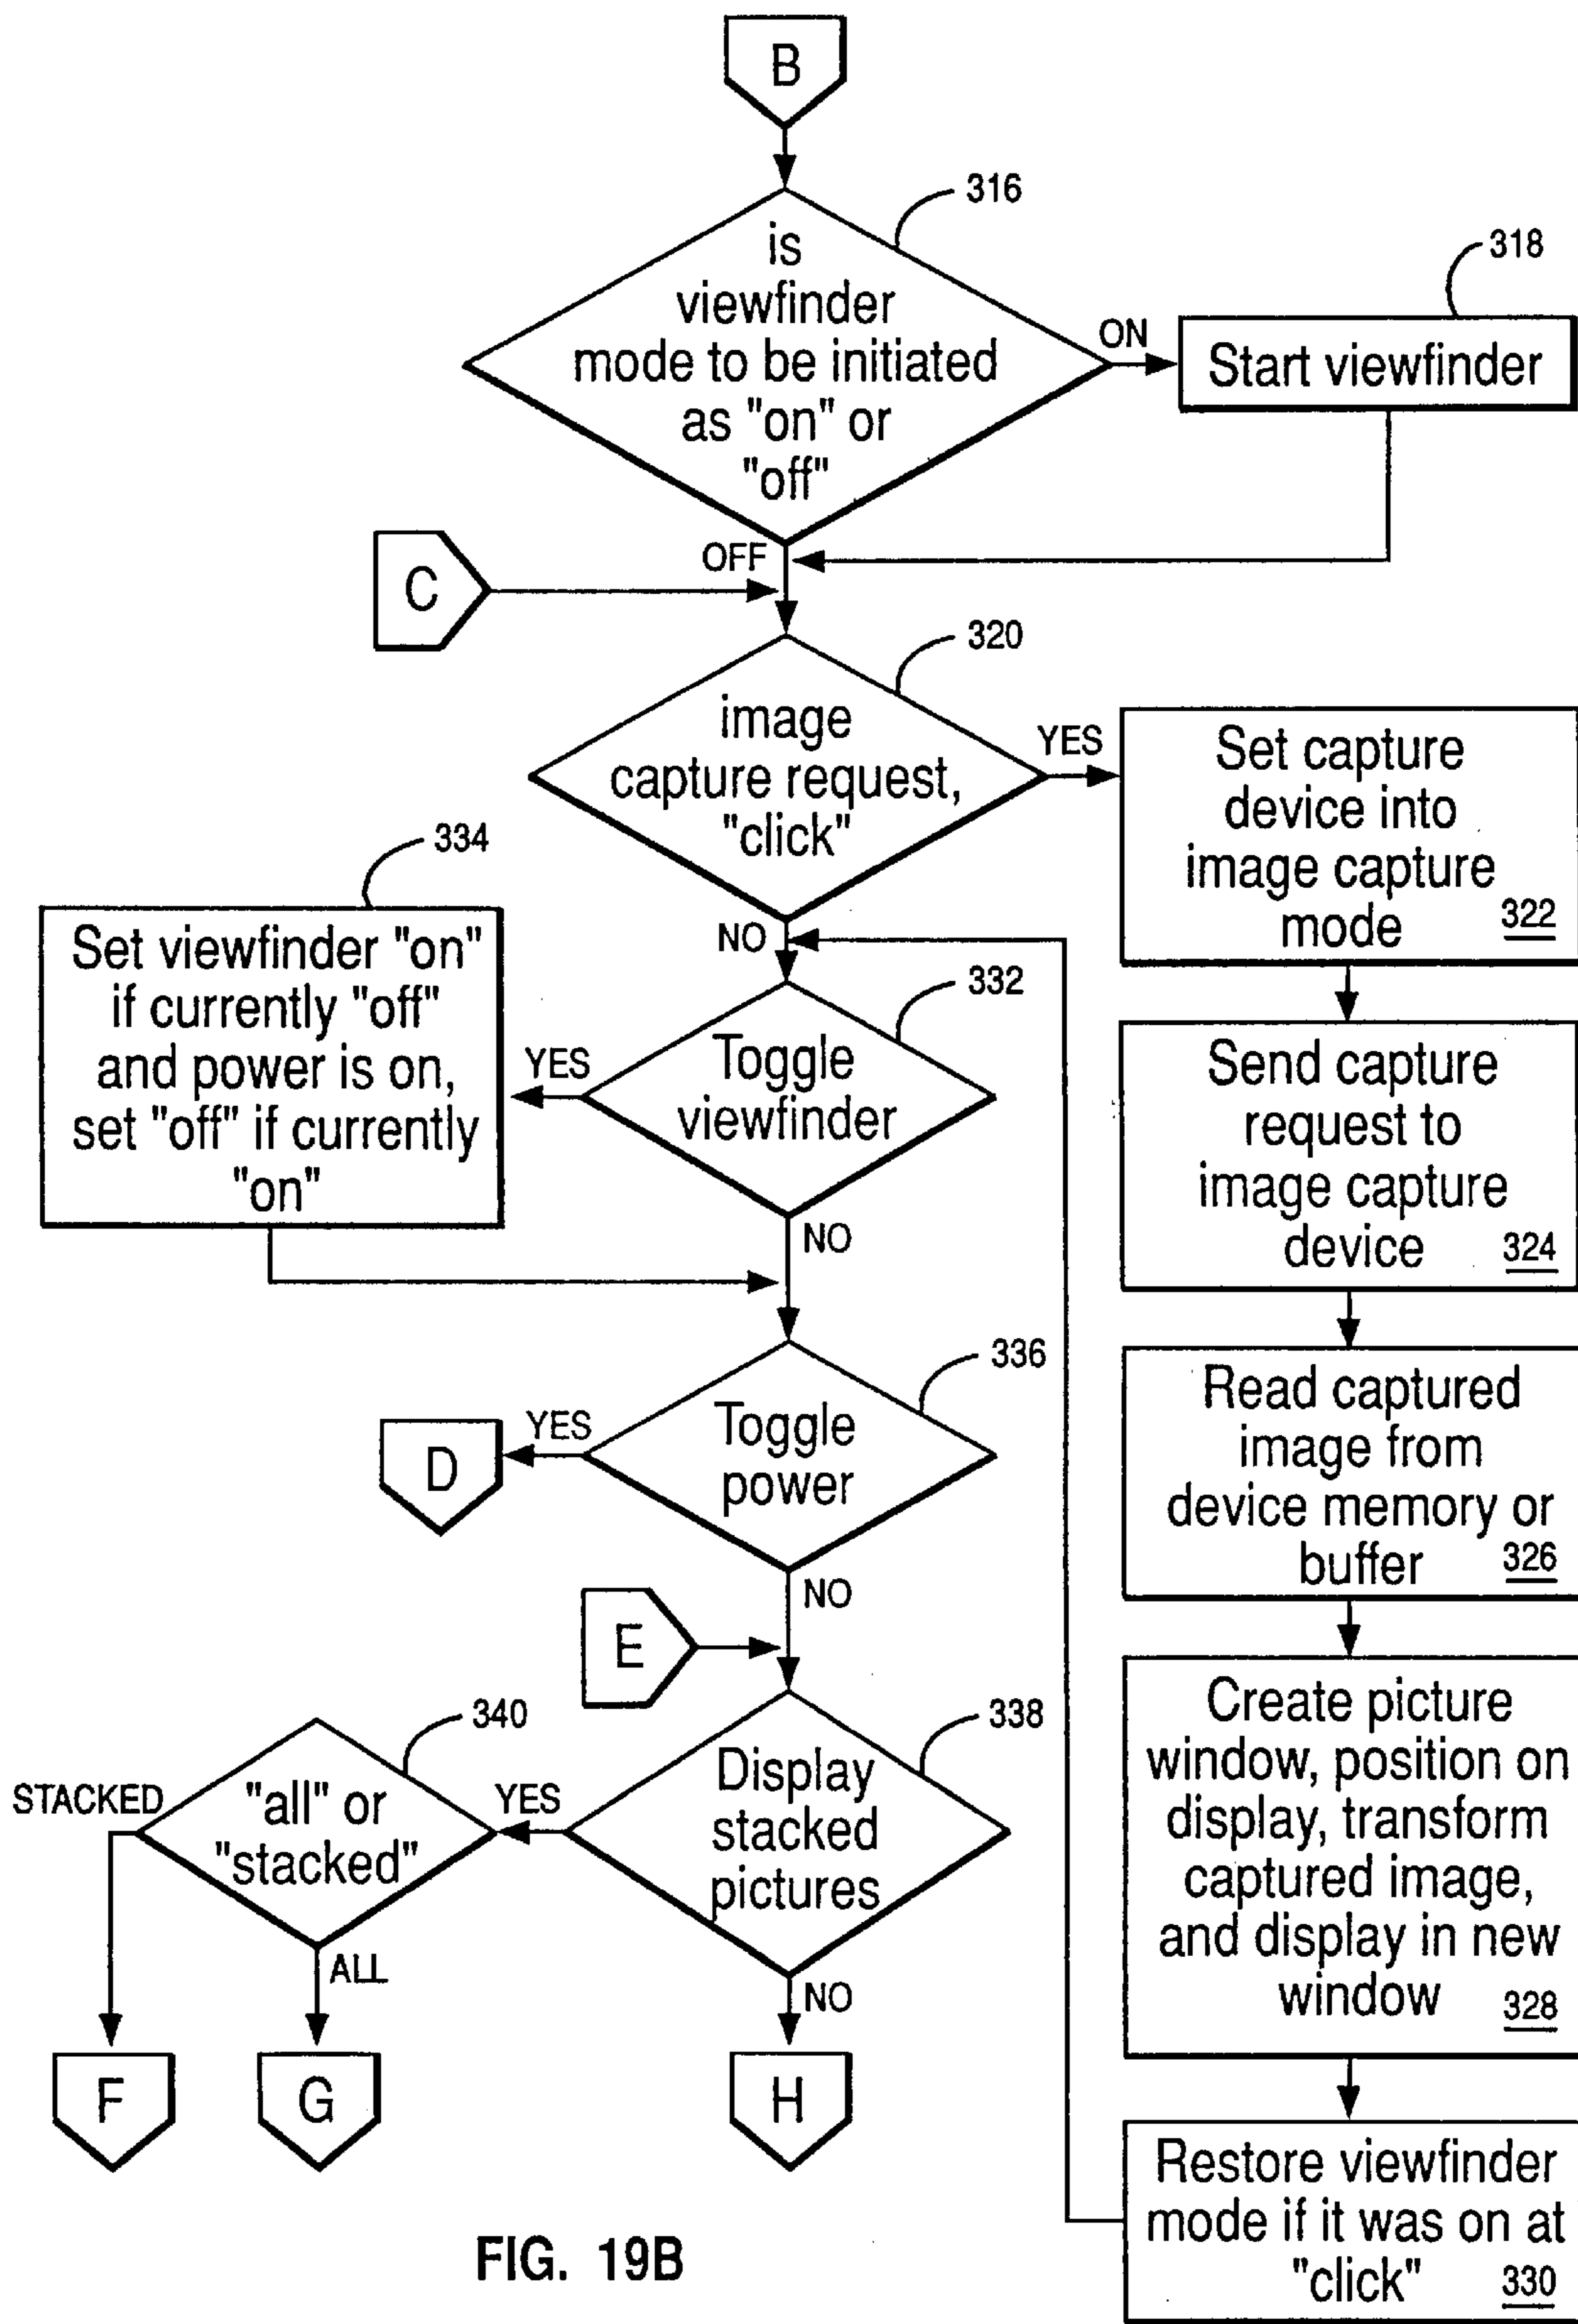 B
316
is
viewfinder
mode to be initiated
as "on" or
"off"
ON
318
Start viewfinder
OFF
C
320
image
capture request,
"click"
YES
Set capture
device into
image capture
mode 322
NO
334
Set viewfinder "on"
if currently "off"
and power is on,
set "off" if currently
"on"
332
Toggle
viewfinder
YES
NO
Send capture
request to
image capture
device 324
336
Toggle
power
YES
D
NO
Read captured
image from
device memory or
buffer 326
E
338
Display
stacked
pictures
YES
340
"all" or
"stacked"
STACKED
ALL
NO
Create picture
window, position on
display, transform
captured image,
and display in new
window 328
F
G
H
Restore viewfinder
mode if it was on at
"click" 330
FIG. 19B